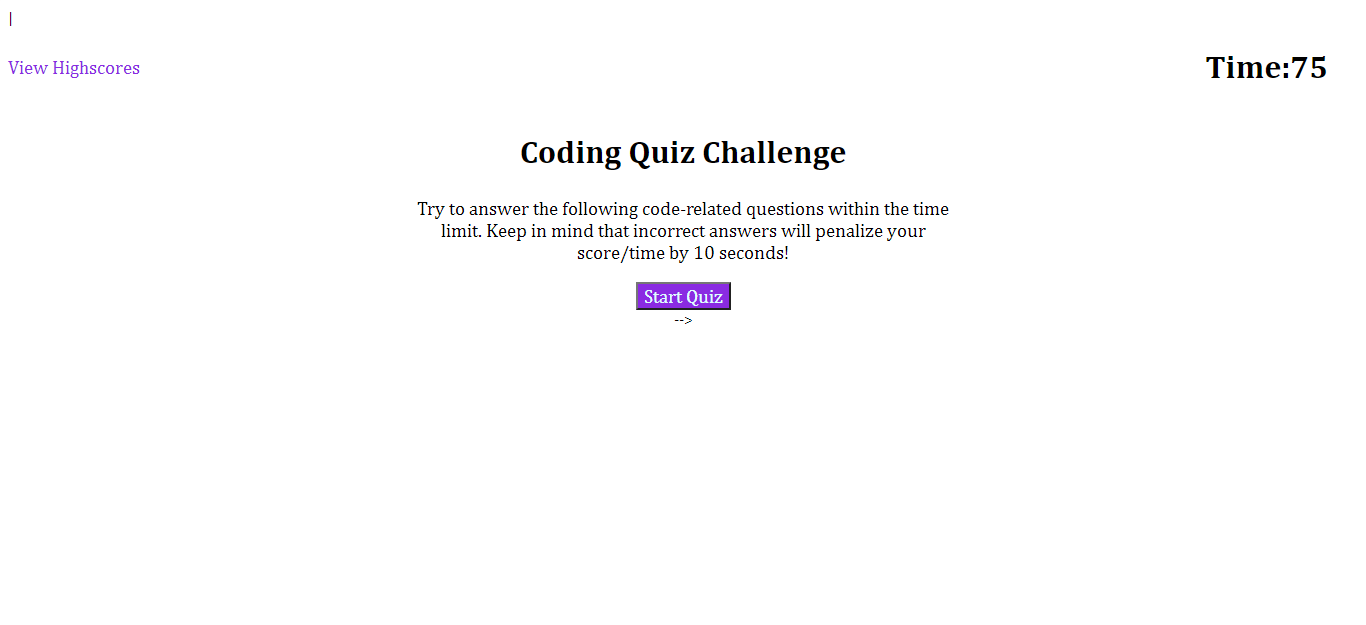 |
View Highscores
Time:75
Coding Quiz Challenge
Try to answer the following code-related questions within the time
limit. Keep in mind that incorrect answers will penalize your
score/time by 10 seconds!
Start Quiz
-->